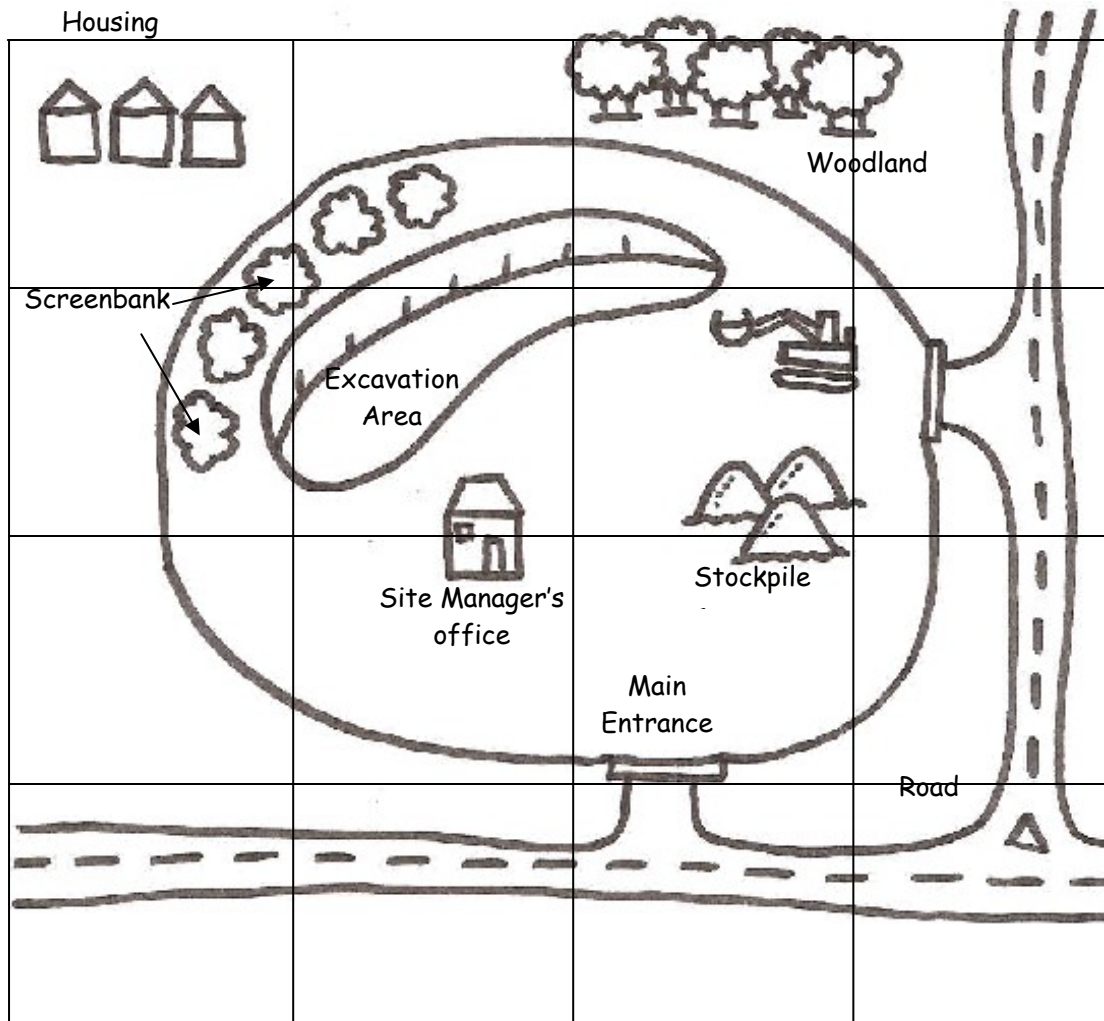 Housing
Woodland
Screenbank
Excavation
Area
Stockpile
Site Manager's
office
Main
Entrance
Road